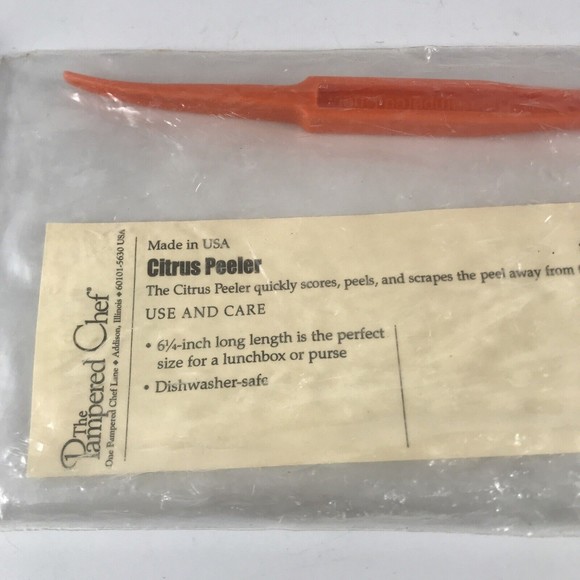 The
Pampered Chef®
One Pampered Chef Lane ♦ Addison, Illinois ♦ 60101-5630 USA
Made in USA
Citrus Peeler
The Citrus Peeler quickly scores, peels, and scrapes the peel away from
USE AND CARE
• 6¼-inch long length is the perfect
size for a lunchbox or purse
• Dishwasher-safe